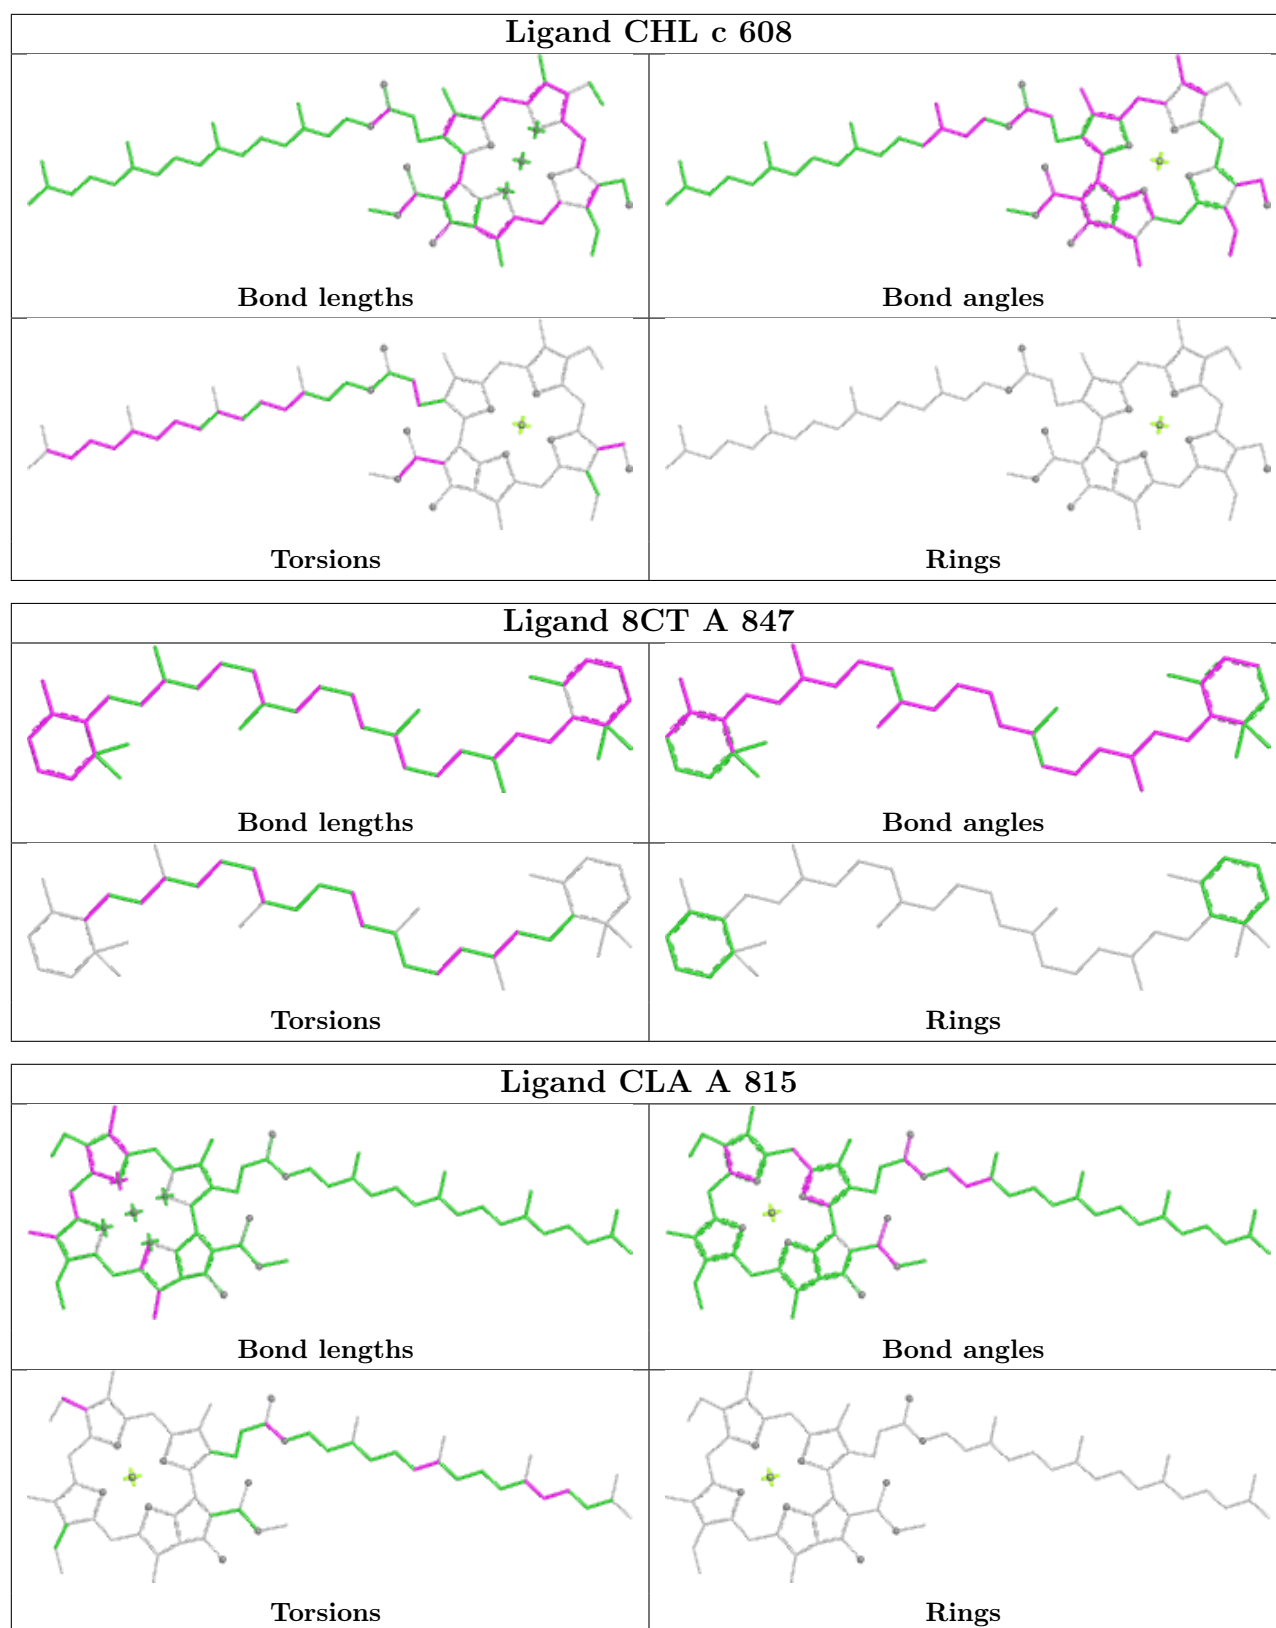 Ligand CHL c 608
Bond lengths
Bond angles
Torsions
Rings
Ligand 8CT A 847
Bond lengths
Bond angles
Torsions
Rings
Ligand CLA A 815
Bond lengths
Bond angles
Torsions
Rings